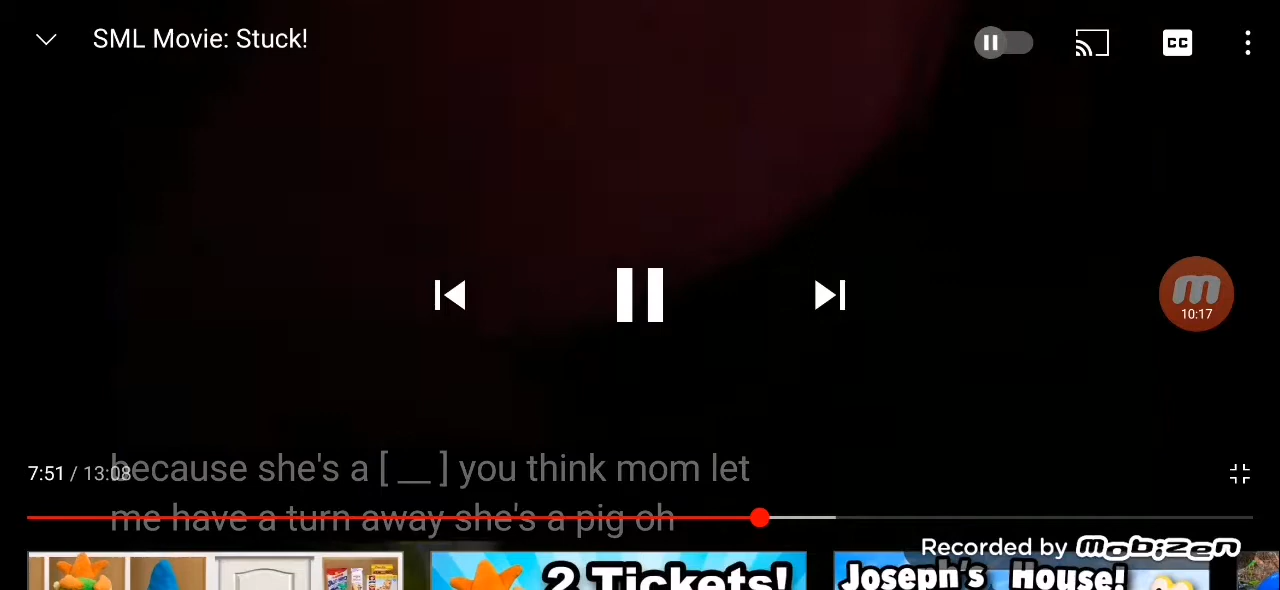 SML Movie: Stuck!
CC
m
10:17
because she's a [ __ ] you think mom let
7:51 / 13:08
me have a turn away she's a pig oh
Recorded by mobizen
2 Tickets!
Joseph's House!